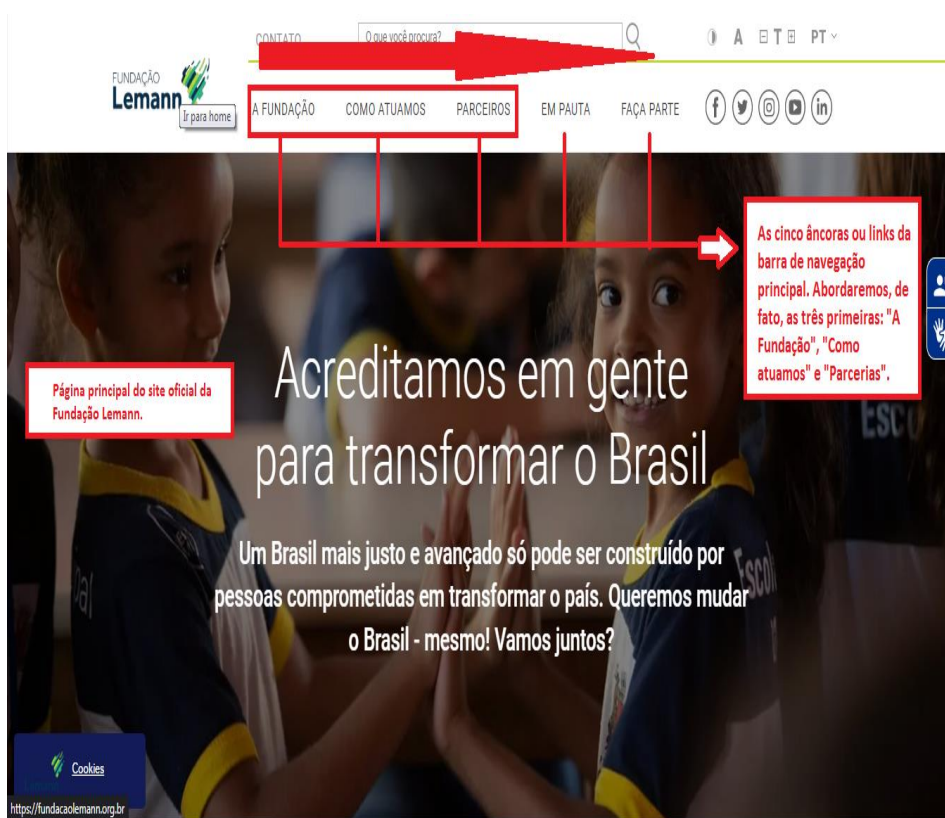 CONTATO
O que você procura?
A
T
PT
FUNDAÇÃO
Lemann
Ir para home
A FUNDAÇÃO
COMO ATUAMOS
PARCEIROS
EM PAUTA
FAÇA PARTE
f
in
As cinco âncoras ou links da
barra de navegação
principal. Abordaremos, de
fato, as três primeiras: "A
Fundação", "Como
atuamos" e "Parcerias".
Página principal do site oficial da
Fundação Lemann.
Acreditamos em gente
para transformar o Brasil
Um Brasil mais justo e avançado só pode ser construído por
pessoas comprometidas em transformar o país. Queremos mudar
o Brasil - mesmo! Vamos juntos?
Cookies
https://fundacaolemann.org.br